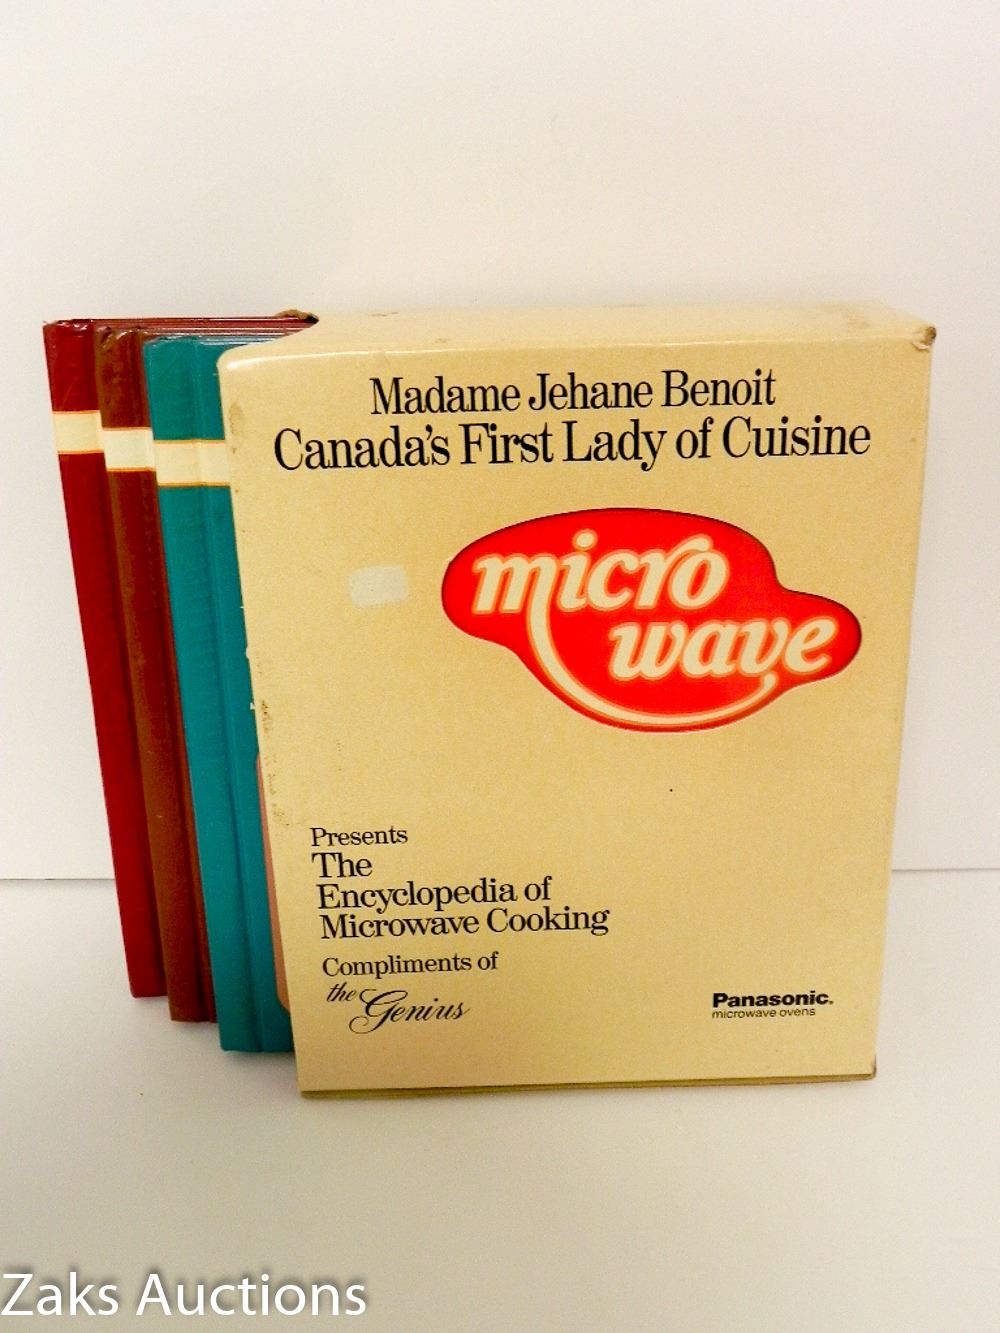 Madame Jehane Benoit
Canada's First Lady of Cuisine
micro
wave
Presents
The
Encyclopedia of
Microwave Cooking
Compliments of
the Genius
Panasonic.
microwave ovens
Zaks Auctions